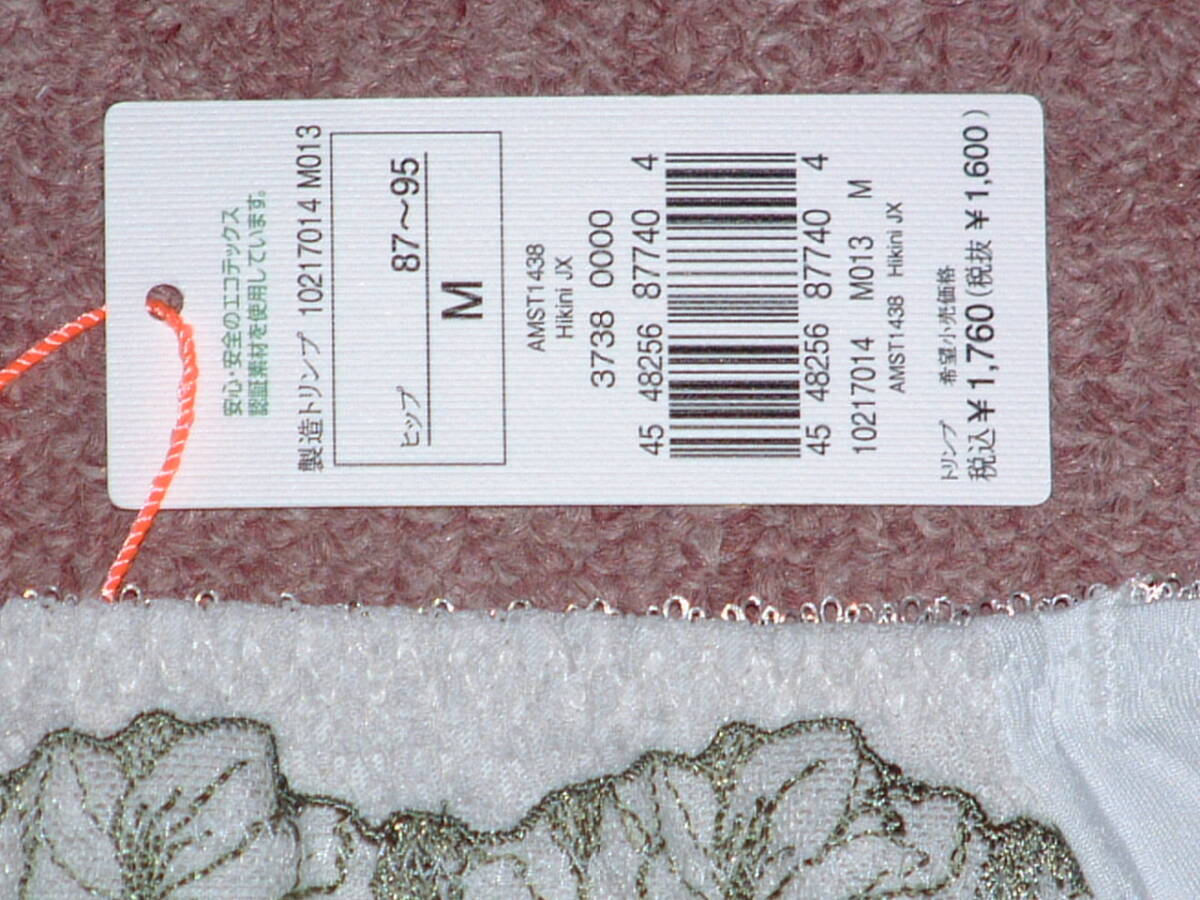 安心・安全のエコテックス
認証素材を使用しています。
製造トリンプ 10217014 M013
ヒップ 87〜95
M
AMST1438
Hikini JX
3738 0000
45 48256 87740 4
45 48256 87740 4
10217014 M013 M
AMST1438 Hikini JX
トリンプ 希望小売価格
税込¥1,760(税抜¥1,600)